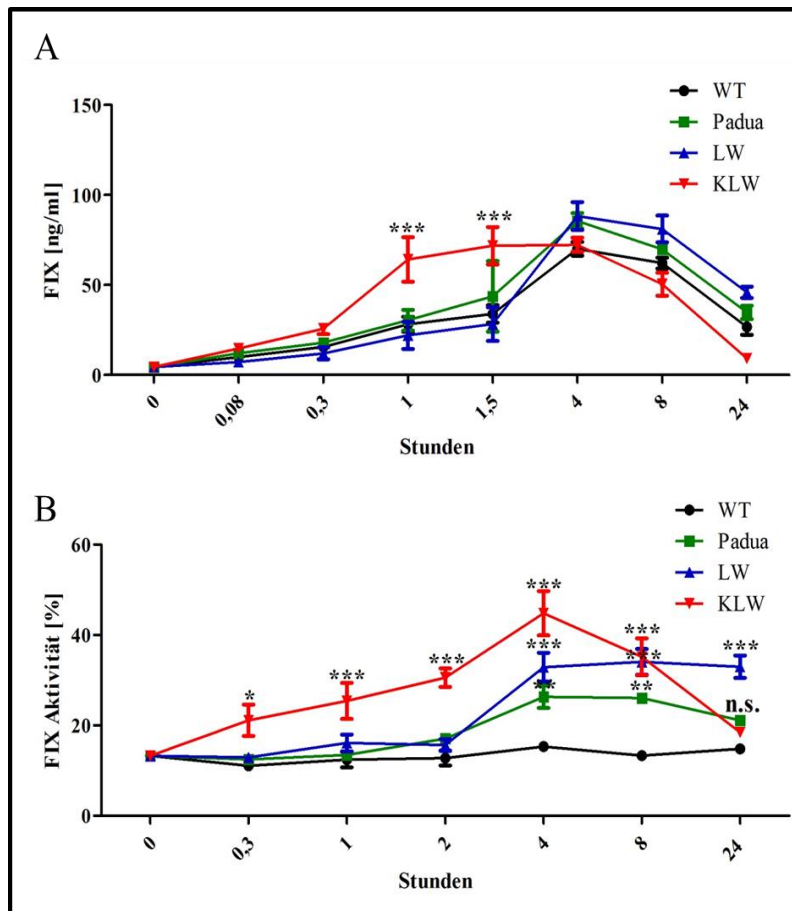 A
150
100
50
0
FIX [ng/ml]
WT
Padua
LW
KLW
*** ***
0 0,08 0,3 1 1,5 4 8 24
Stunden
B
60
40
20
0
FIX Aktivität [%]
WT
Padua
LW
KLW
* *** *** *** *** ** *** *** ** *** n.s.
0 0,3 1 2 4 8 24
Stunden